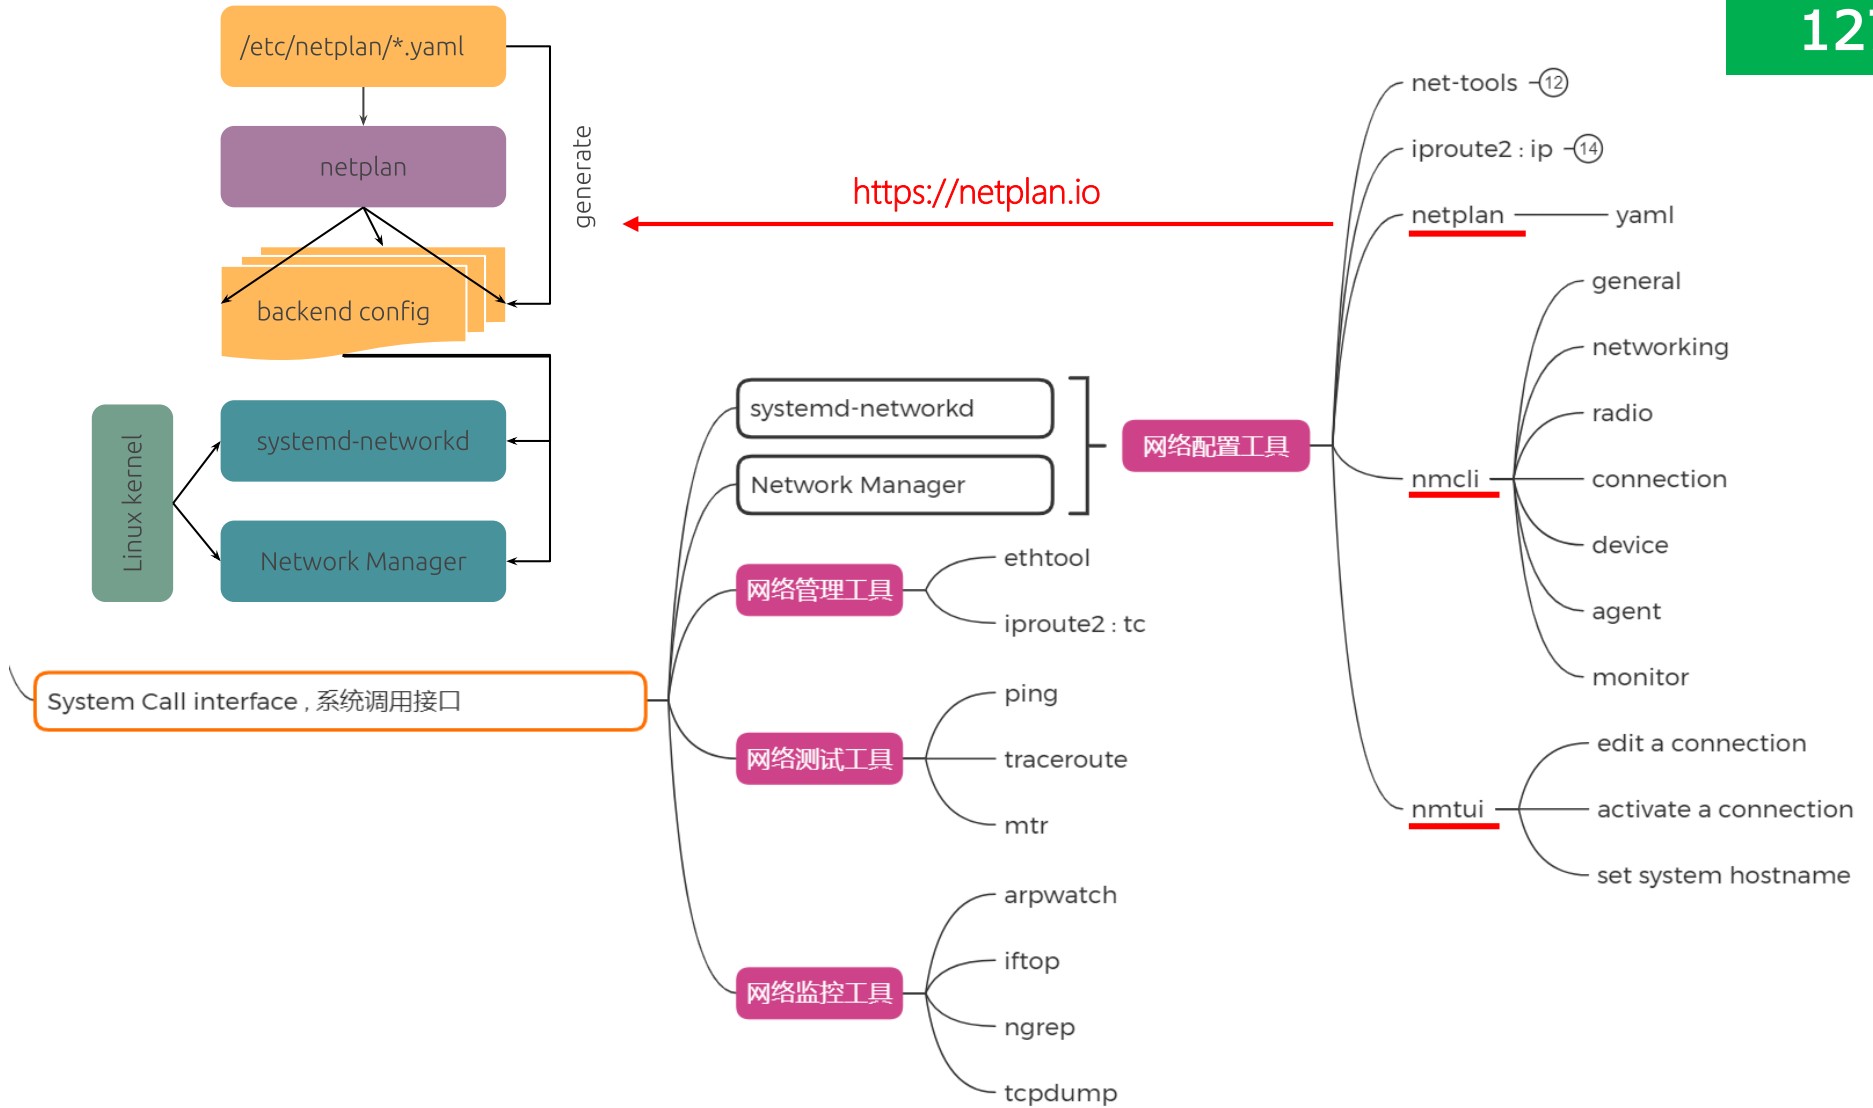 12
/etc/netplan/*.yaml
netplan
generate
backend config
Linux kernel
systemd-networkd
Network Manager
https://netplan.io
System Call interface , 系统调用接口
systemd-networkd
Network Manager
网络配置工具
net-tools 12
iproute2 : ip 14
netplan
yaml
nmcli
general
networking
radio
connection
device
agent
monitor
nmtui
edit a connection
activate a connection
set system hostname
网络管理工具
ethtool
iproute2 : tc
网络测试工具
ping
traceroute
mtr
网络监控工具
arpwatch
iftop
ngrep
tcpdump